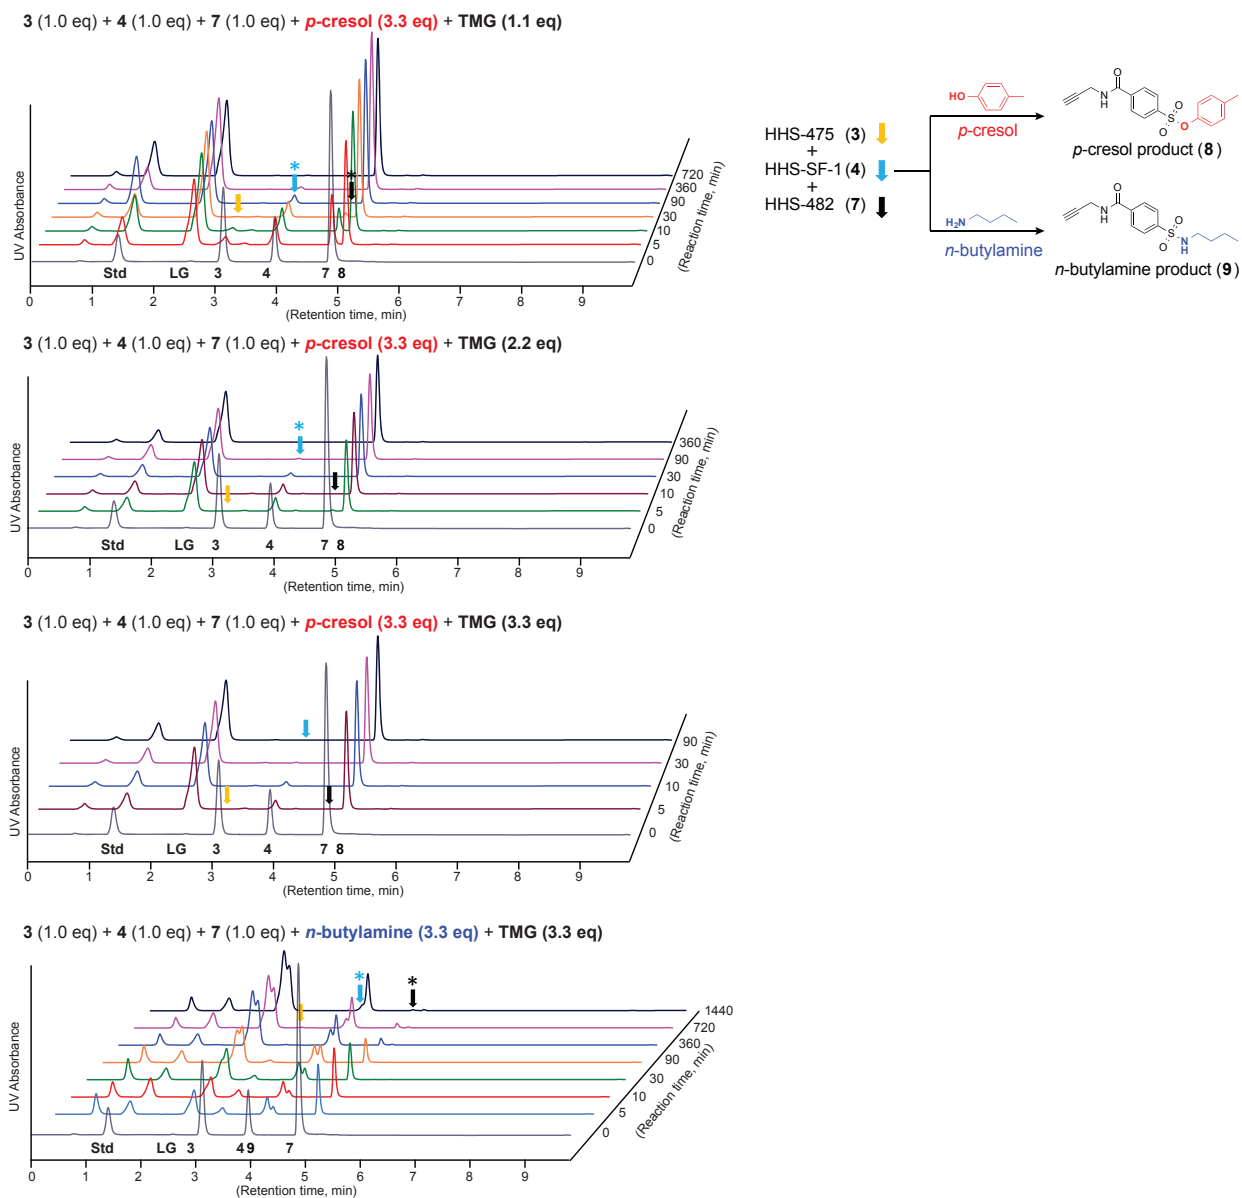 3 (1.0 eq) + 4 (1.0 eq) + 7 (1.0 eq) + p-cresol (3.3 eq) + TMG (1.1 eq)
UV Absorbance
*
*
720
360
90
30
10
5
0
(Reaction time, min)
Std LG 3 4 7 8
0 1 2 3 4 5 6 7 8 9
(Retention time, min)
HHS-475 (3)
+
HHS-SF-1 (4)
+
HHS-482 (7)
HO
p-cresol
O
N
H
O
S
O
O
p-cresol product (8)
H2N
n-butylamine
O
N
H
O
S
O
N
H
n-butylamine product (9)
3 (1.0 eq) + 4 (1.0 eq) + 7 (1.0 eq) + p-cresol (3.3 eq) + TMG (2.2 eq)
UV Absorbance
*
360
90
30
10
5
0
(Reaction time, min)
Std LG 3 4 7 8
0 1 2 3 4 5 6 7 8 9
(Retention time, min)
3 (1.0 eq) + 4 (1.0 eq) + 7 (1.0 eq) + p-cresol (3.3 eq) + TMG (3.3 eq)
UV Absorbance
90
30
10
5
0
(Reaction time, min)
Std LG 3 4 7 8
0 1 2 3 4 5 6 7 8 9
(Retention time, min)
3 (1.0 eq) + 4 (1.0 eq) + 7 (1.0 eq) + n-butylamine (3.3 eq) + TMG (3.3 eq)
UV Absorbance
*
*
1440
720
360
90
30
10
5
0
(Reaction time, min)
Std LG 3 4 9 7
0 1 2 3 4 5 6 7 8 9
(Retention time, min)